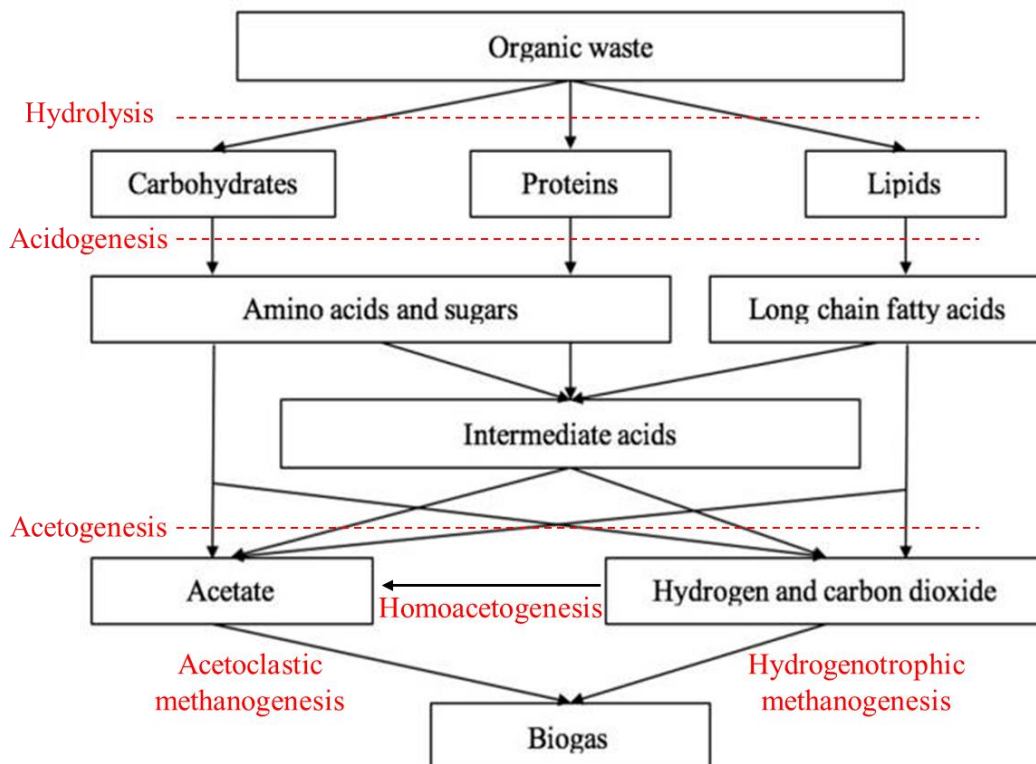 Organic waste
Hydrolysis
Carbohydrates
Proteins
Lipids
Acidogenesis
Amino acids and sugars
Long chain fatty acids
Intermediate acids
Acetogenesis
Acetate
Homoacetogenesis
Hydrogen and carbon dioxide
Acetoclastic
methanogenesis
Hydrogenotrophic
methanogenesis
Biogas